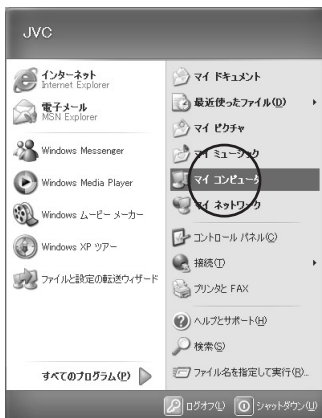 JVC
インターネット
Internet Explorer
電子メール
MSN Explorer
Windows Messenger
Windows Media Player
Windows ムービー メーカー
Windows XP ツアー
ファイルと設定の転送ウィザード
すべてのプログラム(P)
マイ ドキュメント
最近使ったファイル(D)
マイ ピクチャ
マイ ミュージック
マイ コンピュータ
マイ ネットワーク
コントロール パネル(C)
接続(T)
プリンタと FAX
ヘルプとサポート(H)
検索(S)
ファイル名を指定して実行(R)...
ログオフ(L)
シャットダウン(U)